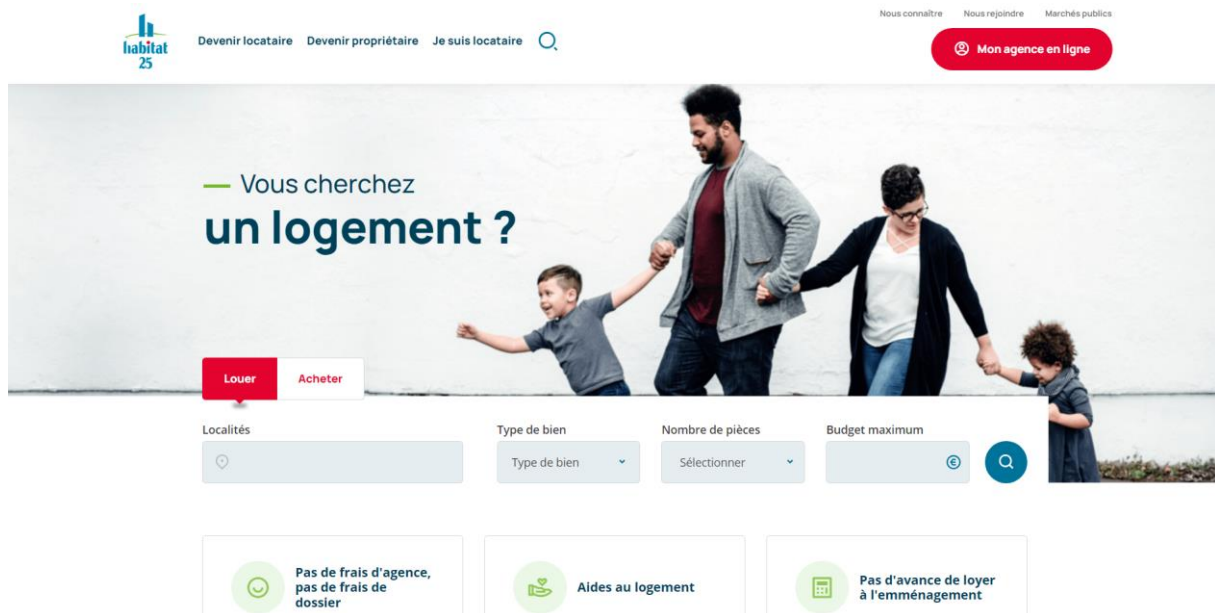 Nous connaître Nous rejoindre Marchés publics
habitat
25
Devenir locataire Devenir propriétaire Je suis locataire
Mon agence en ligne
Vous cherchez
un logement ?
Louer Acheter
Localités Type de bien Nombre de pièces Budget maximum
Type de bien Sélectionner €
Pas de frais d'agence,
pas de frais de
dossier
Aides au logement
Pas d'avance de loyer
à l'emménagement